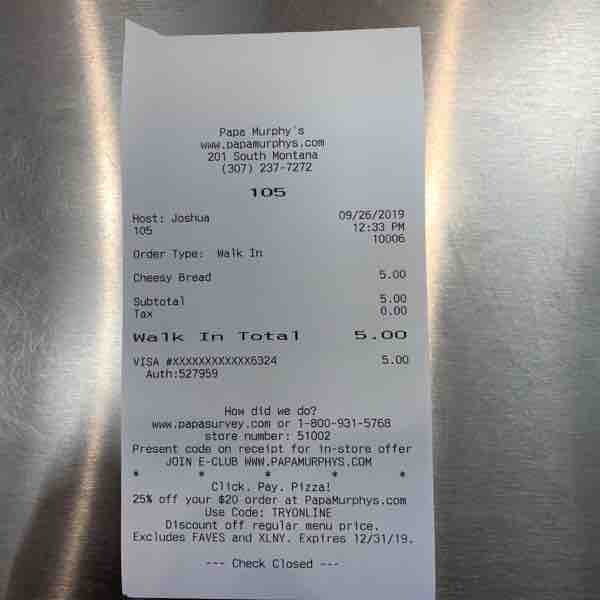 Papa Murphy's
www.papamurphys.com
201 South Montana
(307) 237-7272
105
Host: Joshua 09/26/2019
105 12:33 PM
10006
Order Type: Walk In
Cheesy Bread 5.00
Subtotal 5.00
Tax 0.00
Walk In Total 5.00
VISA #XXXXXXXXXXXX6324 5.00
Auth:527959
How did we do?
www.papasurvey.com or 1-800-931-5768
store number: 51002
Present code on receipt for in-store offer
JOIN E-CLUB WWW.PAPAMURPHYS.COM
* * * * *
Click. Pay. Pizza!
25% off your $20 order at PapaMurphys.com
Use Code: TRYONLINE
Discount off regular menu price.
Excludes FAVES and XLNY. Expires 12/31/19.
--- Check Closed ---